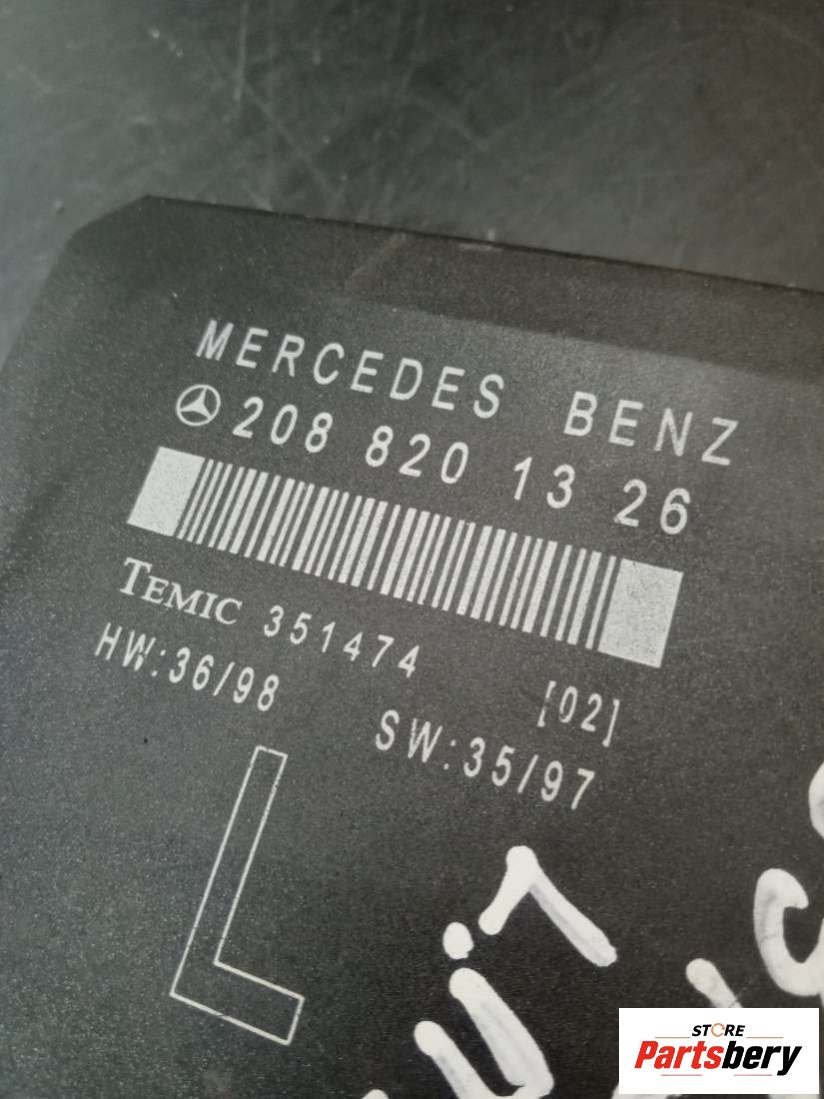 MERCEDES BENZ
208 820 13 26
TEMIC 351474
[02]
HW:36/98
SW:35/97
L
STORE
Partsbery